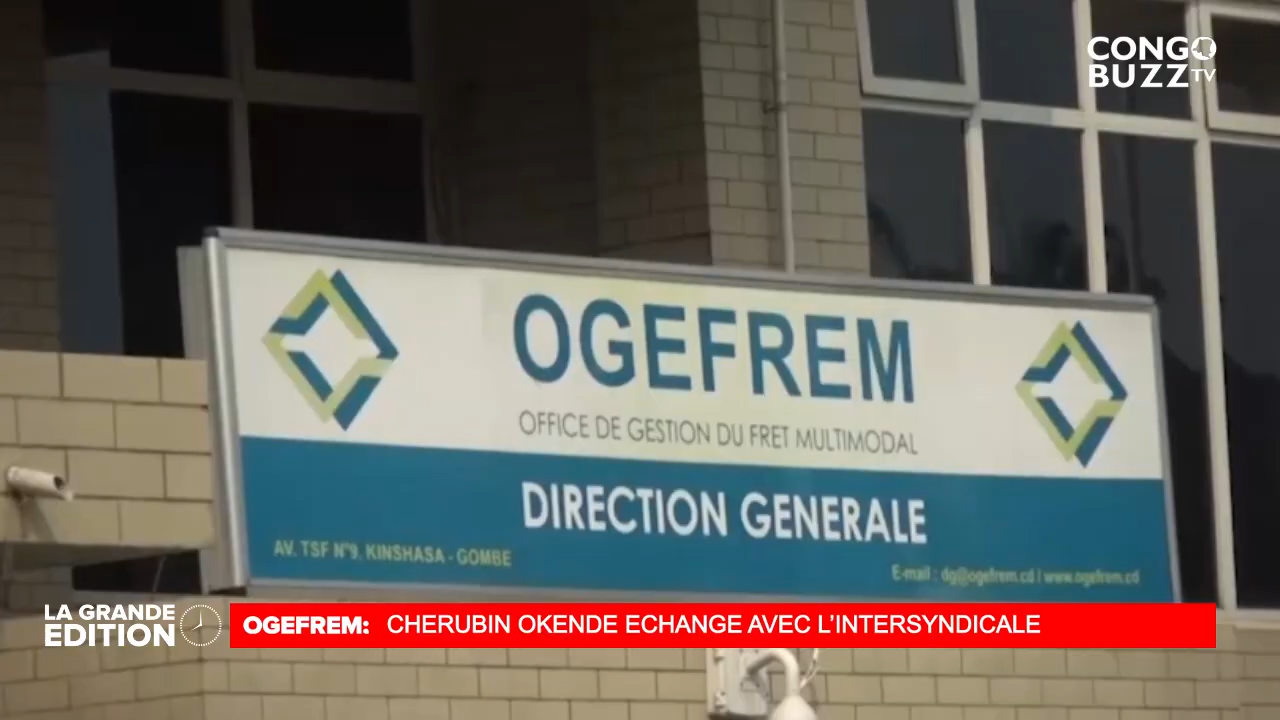 CONGO
BUZZ TV
OGEFREM
OFFICE DE GESTION DU FRET MULTIMODAL
DIRECTION GENERALE
AV. TSF N°9. KINSHASA - GOMBE
E-mail : dg@ogefrem.cd | www.ogefrem.cd
LA GRANDE
EDITION
OGEFREM: CHERUBIN OKENDE ECHANGE AVEC L'INTERSYNDICALE